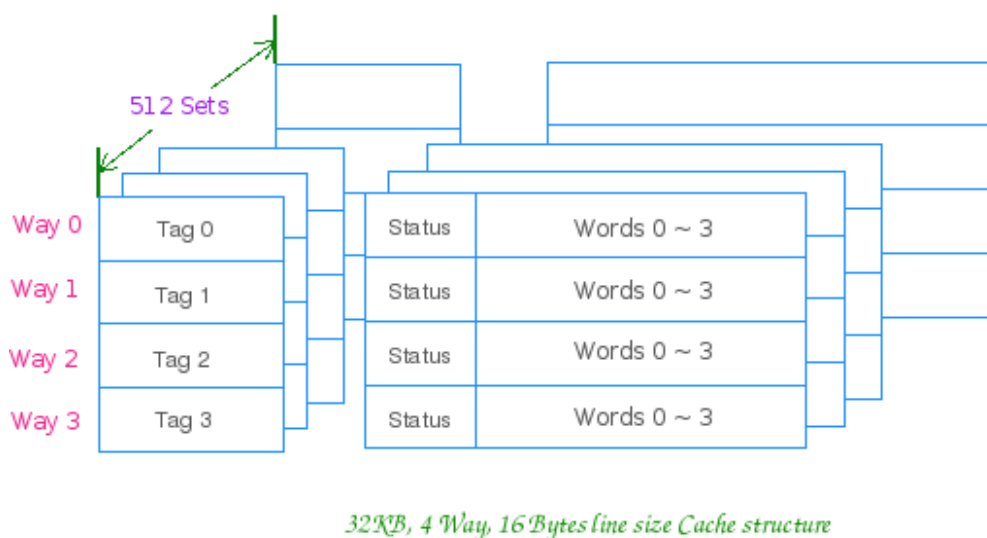 512 Sets
Way 0 Tag 0 Status Words 0 ~ 3
Way 1 Tag 1 Status Words 0 ~ 3
Way 2 Tag 2 Status Words 0 ~ 3
Way 3 Tag 3 Status Words 0 ~ 3
32KB, 4 Way, 16 Bytes line size Cache structure